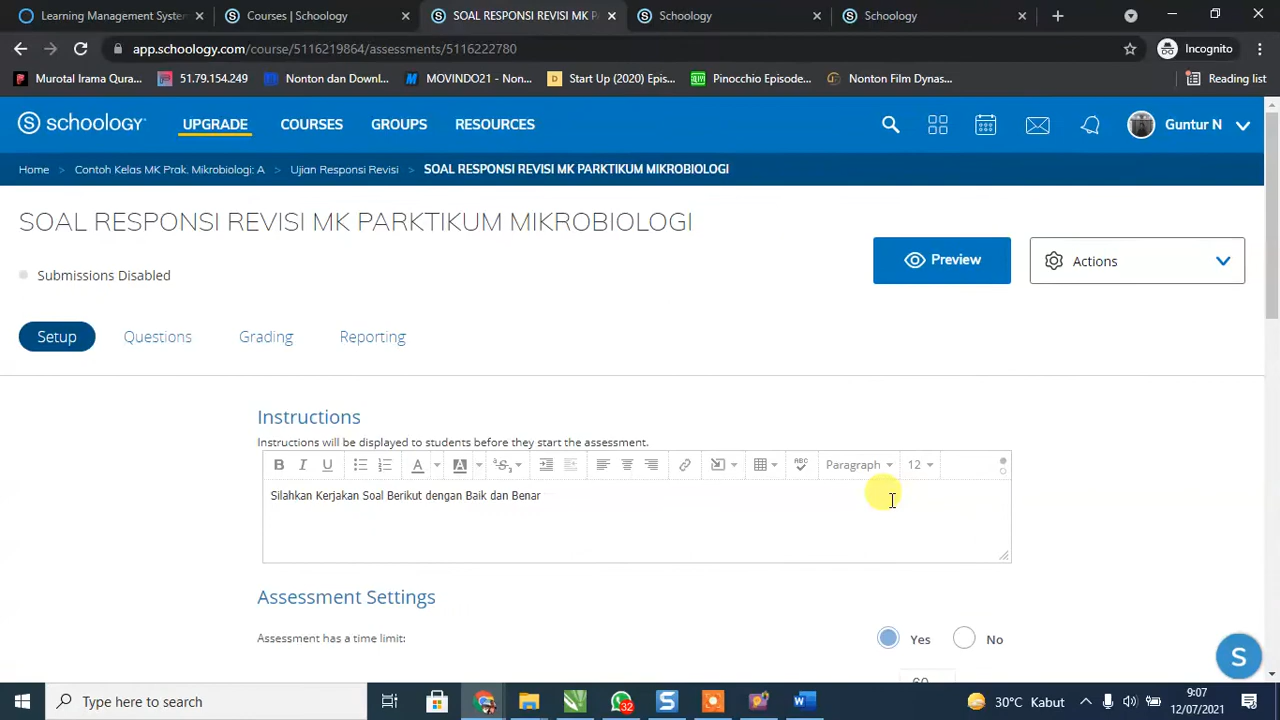 Learning Management System
Courses | Schoology
SOAL RESPONSI REVISI MK P
Schoology
Schoology
app.schoology.com/course/5116219864/assessments/5116222780
Incognito
Murotal Irama Qura...
51.79.154.249
Nonton dan Downl...
MOVINDO21 - Non...
Start Up (2020) Epis...
Pinocchio Episode...
Nonton Film Dynas...
Reading list
S schoology
UPGRADE
COURSES
GROUPS
RESOURCES
Guntur N
Home > Contoh Kelas MK Prak. Mikrobiologi: A > Ujian Responsi Revisi > SOAL RESPONSI REVISI MK PARKTIKUM MIKROBIOLOGI
SOAL RESPONSI REVISI MK PARKTIKUM MIKROBIOLOGI
Preview
Actions
Submissions Disabled
Setup
Questions
Grading
Reporting
Instructions
Instructions will be displayed to students before they start the assessment.
B I U A A ABC Paragraph 12
Silahkan Kerjakan Soal Berikut dengan Baik dan Benar
Assessment Settings
Assessment has a time limit:
Yes
No
S
Type here to search
32
30°C Kabut
9:07
12/07/2021